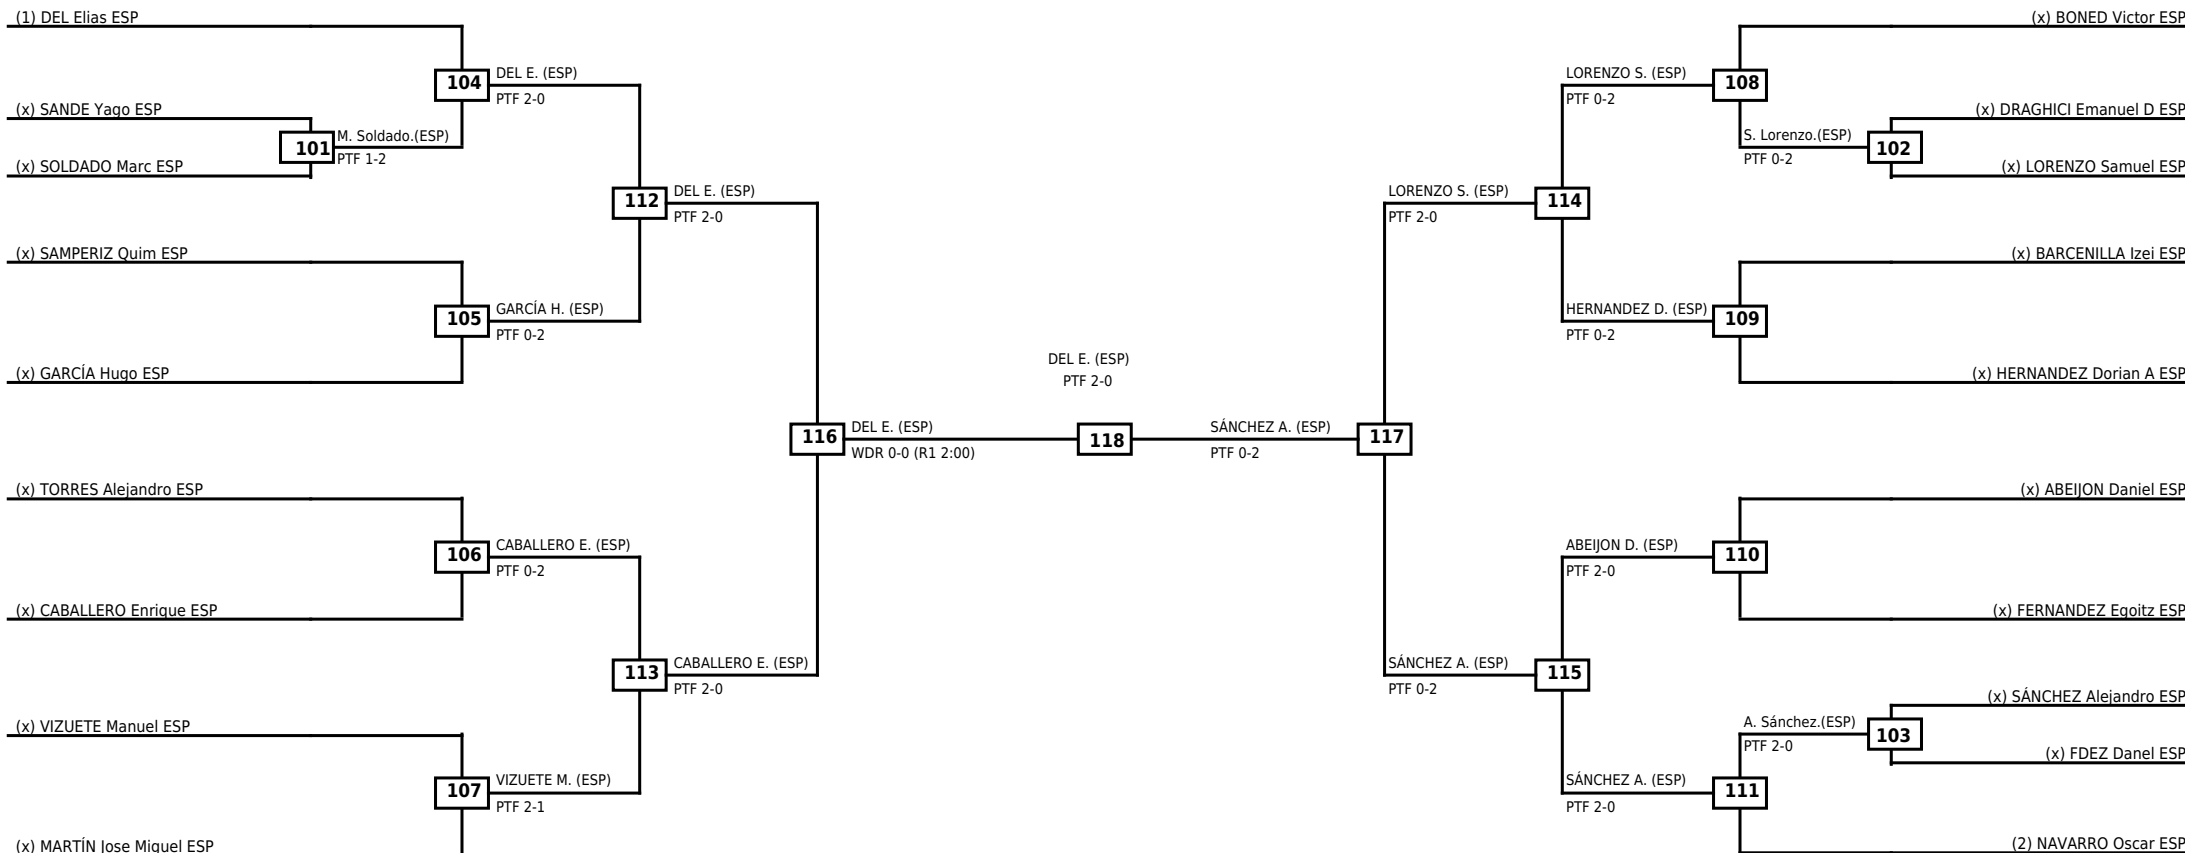 (1) DEL Elias ESP
(x) SANDE Yago ESP
(x) SOLDADO Marc ESP
(x) SAMPERIZ Quim ESP
(x) GARCÍA Hugo ESP
(x) TORRES Alejandro ESP
(x) CABALLERO Enrique ESP
(x) VIZUETE Manuel ESP
(x) MARTÍN Jose Miguel ESP
101
M. Soldado.(ESP)
PTF 1-2
104
DEL E. (ESP)
PTF 2-0
105
GARCÍA H. (ESP)
PTF 0-2
106
CABALLERO E. (ESP)
PTF 0-2
107
VIZUETE M. (ESP)
PTF 2-1
112
DEL E. (ESP)
PTF 2-0
113
CABALLERO E. (ESP)
PTF 2-0
116
DEL E. (ESP)
WDR 0-0 (R1 2:00)
DEL E. (ESP)
PTF 2-0
118
SÁNCHEZ A. (ESP)
PTF 0-2
117
LORENZO S. (ESP)
PTF 2-0
114
SÁNCHEZ A. (ESP)
PTF 0-2
115
LORENZO S. (ESP)
PTF 0-2
108
HERNANDEZ D. (ESP)
PTF 0-2
109
ABEIJON D. (ESP)
PTF 2-0
110
SÁNCHEZ A. (ESP)
PTF 2-0
111
S. Lorenzo.(ESP)
PTF 0-2
102
A. Sánchez.(ESP)
PTF 2-0
103
(x) BONED Victor ESP
(x) DRAGHICI Emanuel D ESP
(x) LORENZO Samuel ESP
(x) BARCENILLA Izei ESP
(x) HERNANDEZ Dorian A ESP
(x) ABEIJON Daniel ESP
(x) FERNANDEZ Egoitz ESP
(x) SÁNCHEZ Alejandro ESP
(x) FDEZ Danel ESP
(2) NAVARRO Oscar ESP